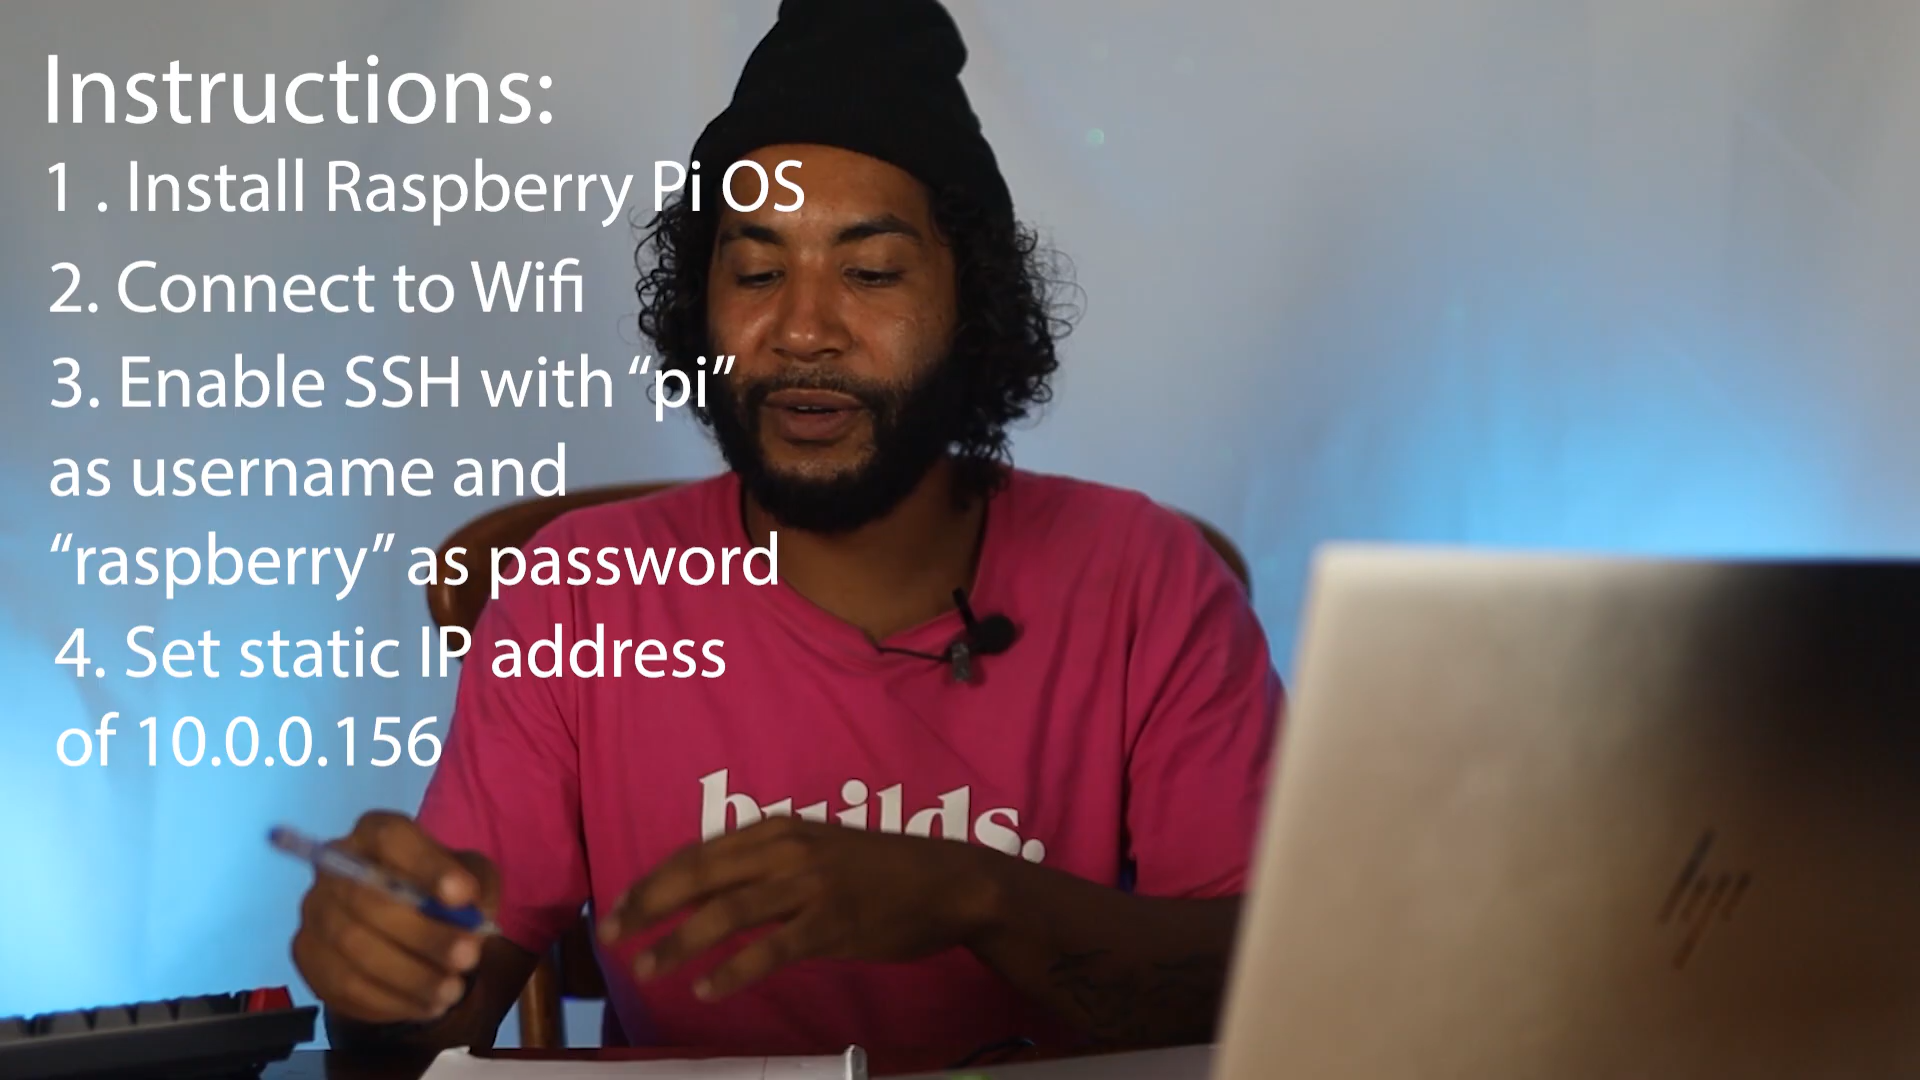 Instructions:
1 . Install Raspberry Pi OS
2. Connect to Wifi
3. Enable SSH with “pi”
as username and
“raspberry” as password
4. Set static IP address
of 10.0.0.156
builds.
hp